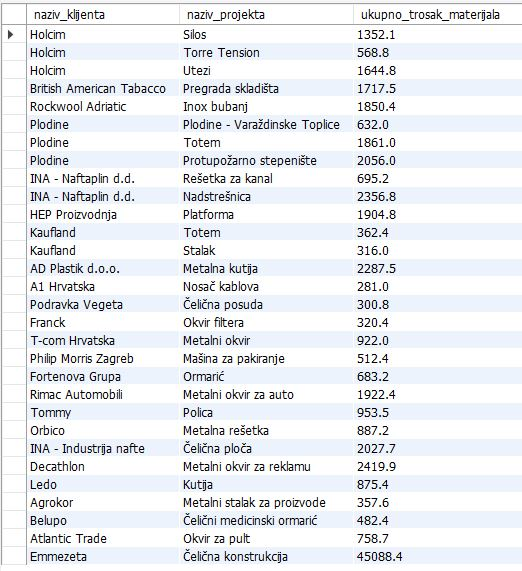 naziv_klijenta naziv_projekta ukupno_trosak_materijala
Holcim Silos 1352.1
Holcim Torre Tension 568.8
Holcim Utezi 1644.8
British American Tabacco Pregrada skladišta 1717.5
Rockwool Adriatic Inox bubanj 1850.4
Plodine Plodine - Varaždinske Toplice 632.0
Plodine Totem 1861.0
Plodine Protupožarno stepenište 2056.0
INA - Naftaplin d.d. Rešetka za kanal 695.2
INA - Naftaplin d.d. Nadstrešnica 2356.8
HEP Proizvodnja Platforma 1904.8
Kaufland Totem 362.4
Kaufland Stalak 316.0
AD Plastik d.o.o. Metalna kutija 2287.5
A1 Hrvatska Nosač kablova 281.0
Podravka Vegeta Čelična posuda 300.8
Franck Okvir filtera 320.4
T-com Hrvatska Metalni okvir 922.0
Philip Morris Zagreb Mašina za pakiranje 512.4
Fortenova Grupa Ormarić 683.2
Rimac Automobili Metalni okvir za auto 1922.4
Tommy Polica 953.5
Orbico Metalna rešetka 887.2
INA - Industrija nafte Čelična ploča 2027.7
Decathlon Metalni okvir za reklamu 2419.9
Ledo Kutija 875.4
Agrokor Metalni stalak za proizvode 357.6
Belupo Čelični medicinski ormarić 482.4
Atlantic Trade Okvir za pult 758.7
Emmezeta Čelična konstrukcija 45088.4